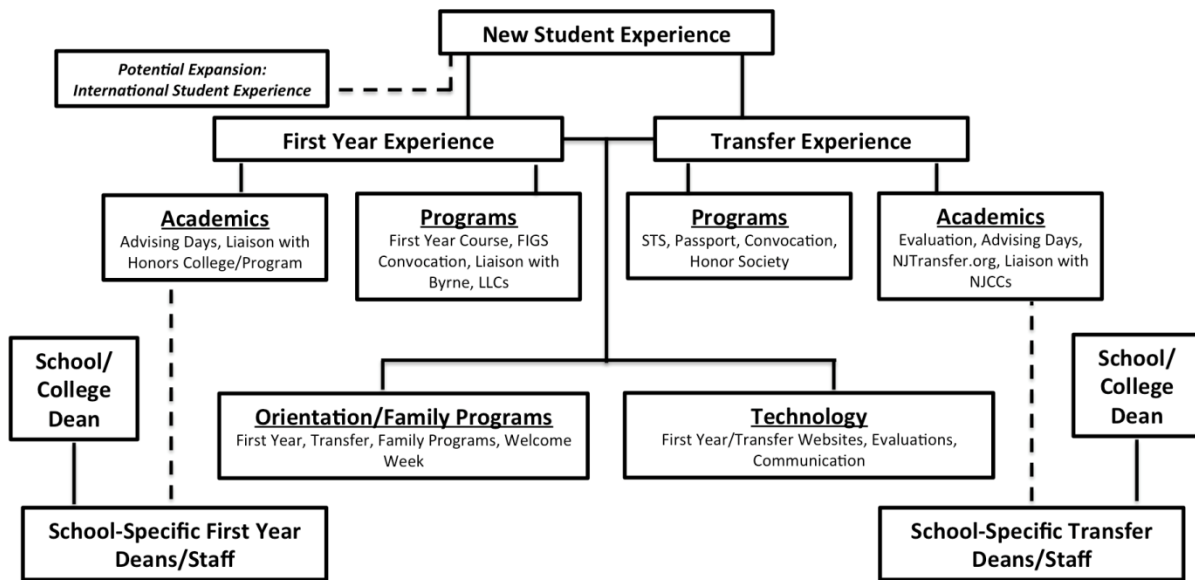 New Student Experience
Potential Expansion:
International Student Experience
First Year Experience
Transfer Experience
Academics
Advising Days, Liaison with
Honors College/Program
Programs
First Year Course, FIGS
Convocation, Liaison with
Byrne, LLCs
Programs
STS, Passport, Convocation,
Honor Society
Academics
Evaluation, Advising Days,
NJTransfer.org, Liaison with
NJCCs
School/
College
Dean
School/
College
Dean
Orientation/Family Programs
First Year, Transfer, Family Programs, Welcome
Week
Technology
First Year/Transfer Websites, Evaluations,
Communication
School-Specific First Year
Deans/Staff
School-Specific Transfer
Deans/Staff